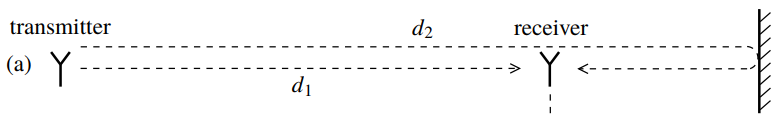 transmitter
d2
receiver
(a)
d1